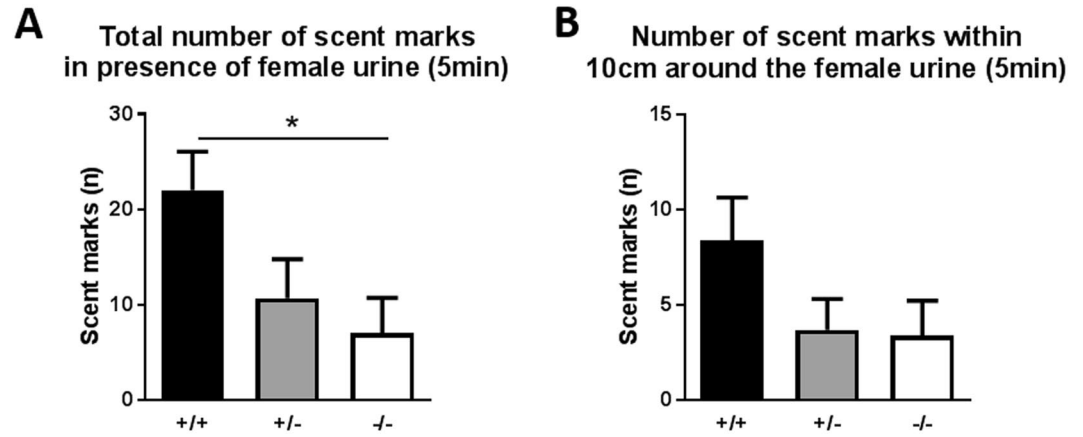 A
Total number of scent marks
in presence of female urine (5min)
Scent marks (n)
30
20
10
0
*
+/+ +/- -/-
B
Number of scent marks within
10cm around the female urine (5min)
Scent marks (n)
15
10
5
0
+/+ +/- -/-